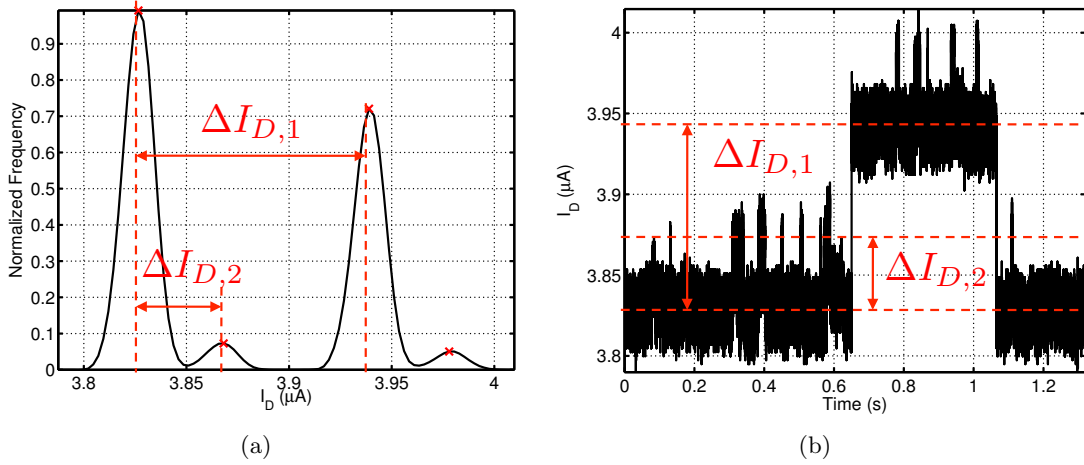 0.9
0.8
0.7
0.6
0.5
0.4
0.3
0.2
0.1
0
Normalized Frequency
ΔI_{D,1}
ΔI_{D,2}
3.8 3.85 3.9 3.95 4
I_D (μA)
(a)
4
3.95
3.9
3.85
3.8
I_D (μA)
ΔI_{D,1}
ΔI_{D,2}
0 0.2 0.4 0.6 0.8 1 1.2
Time (s)
(b)